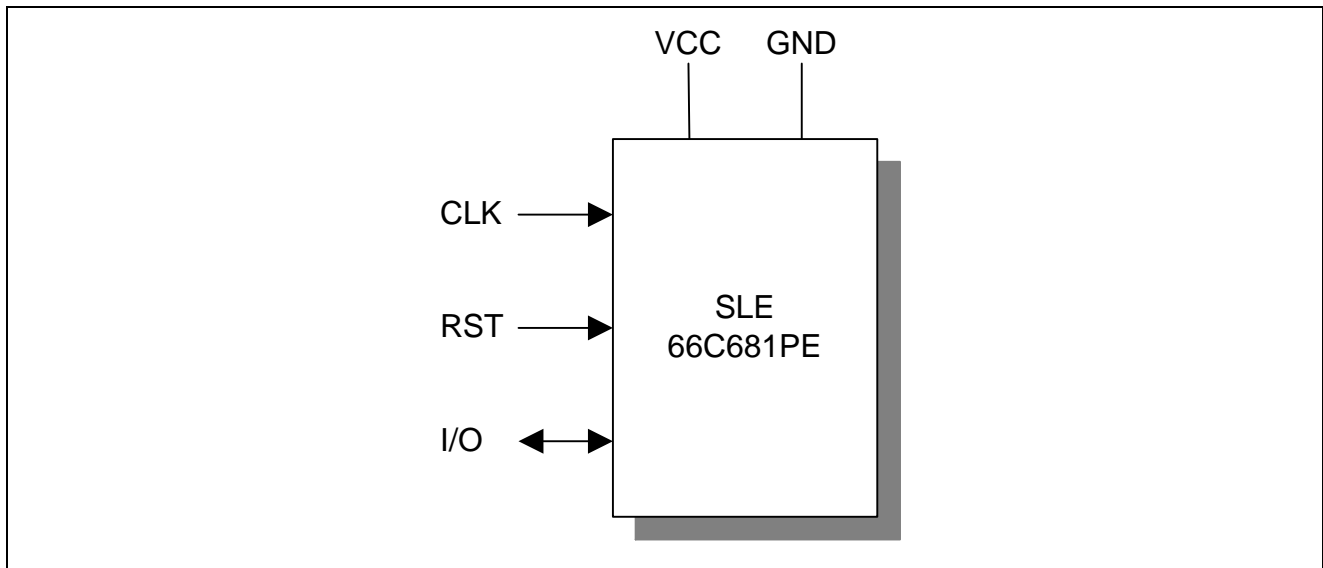 VCC GND
CLK
RST
I/O
SLE
66C681PE